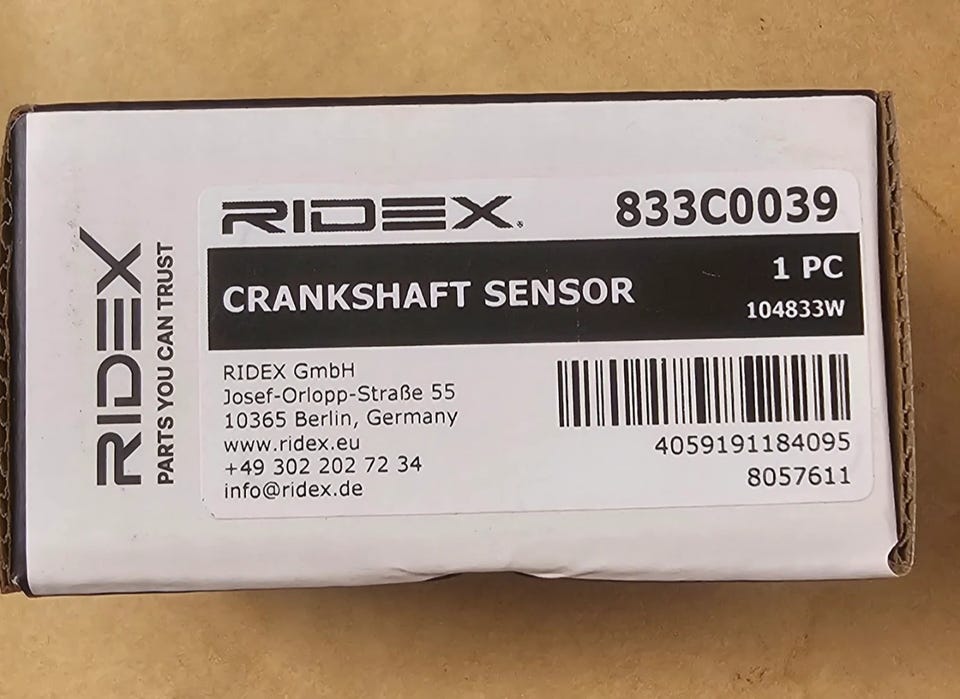 RIDEX
PARTS YOU CAN TRUST
RIDEX®
833C0039
CRANKSHAFT SENSOR
1 PC
104833W
RIDEX GmbH
Josef-Orlopp-Straße 55
10365 Berlin, Germany
www.ridex.eu
+49 302 202 72 34
info@ridex.de
4059191184095
8057611